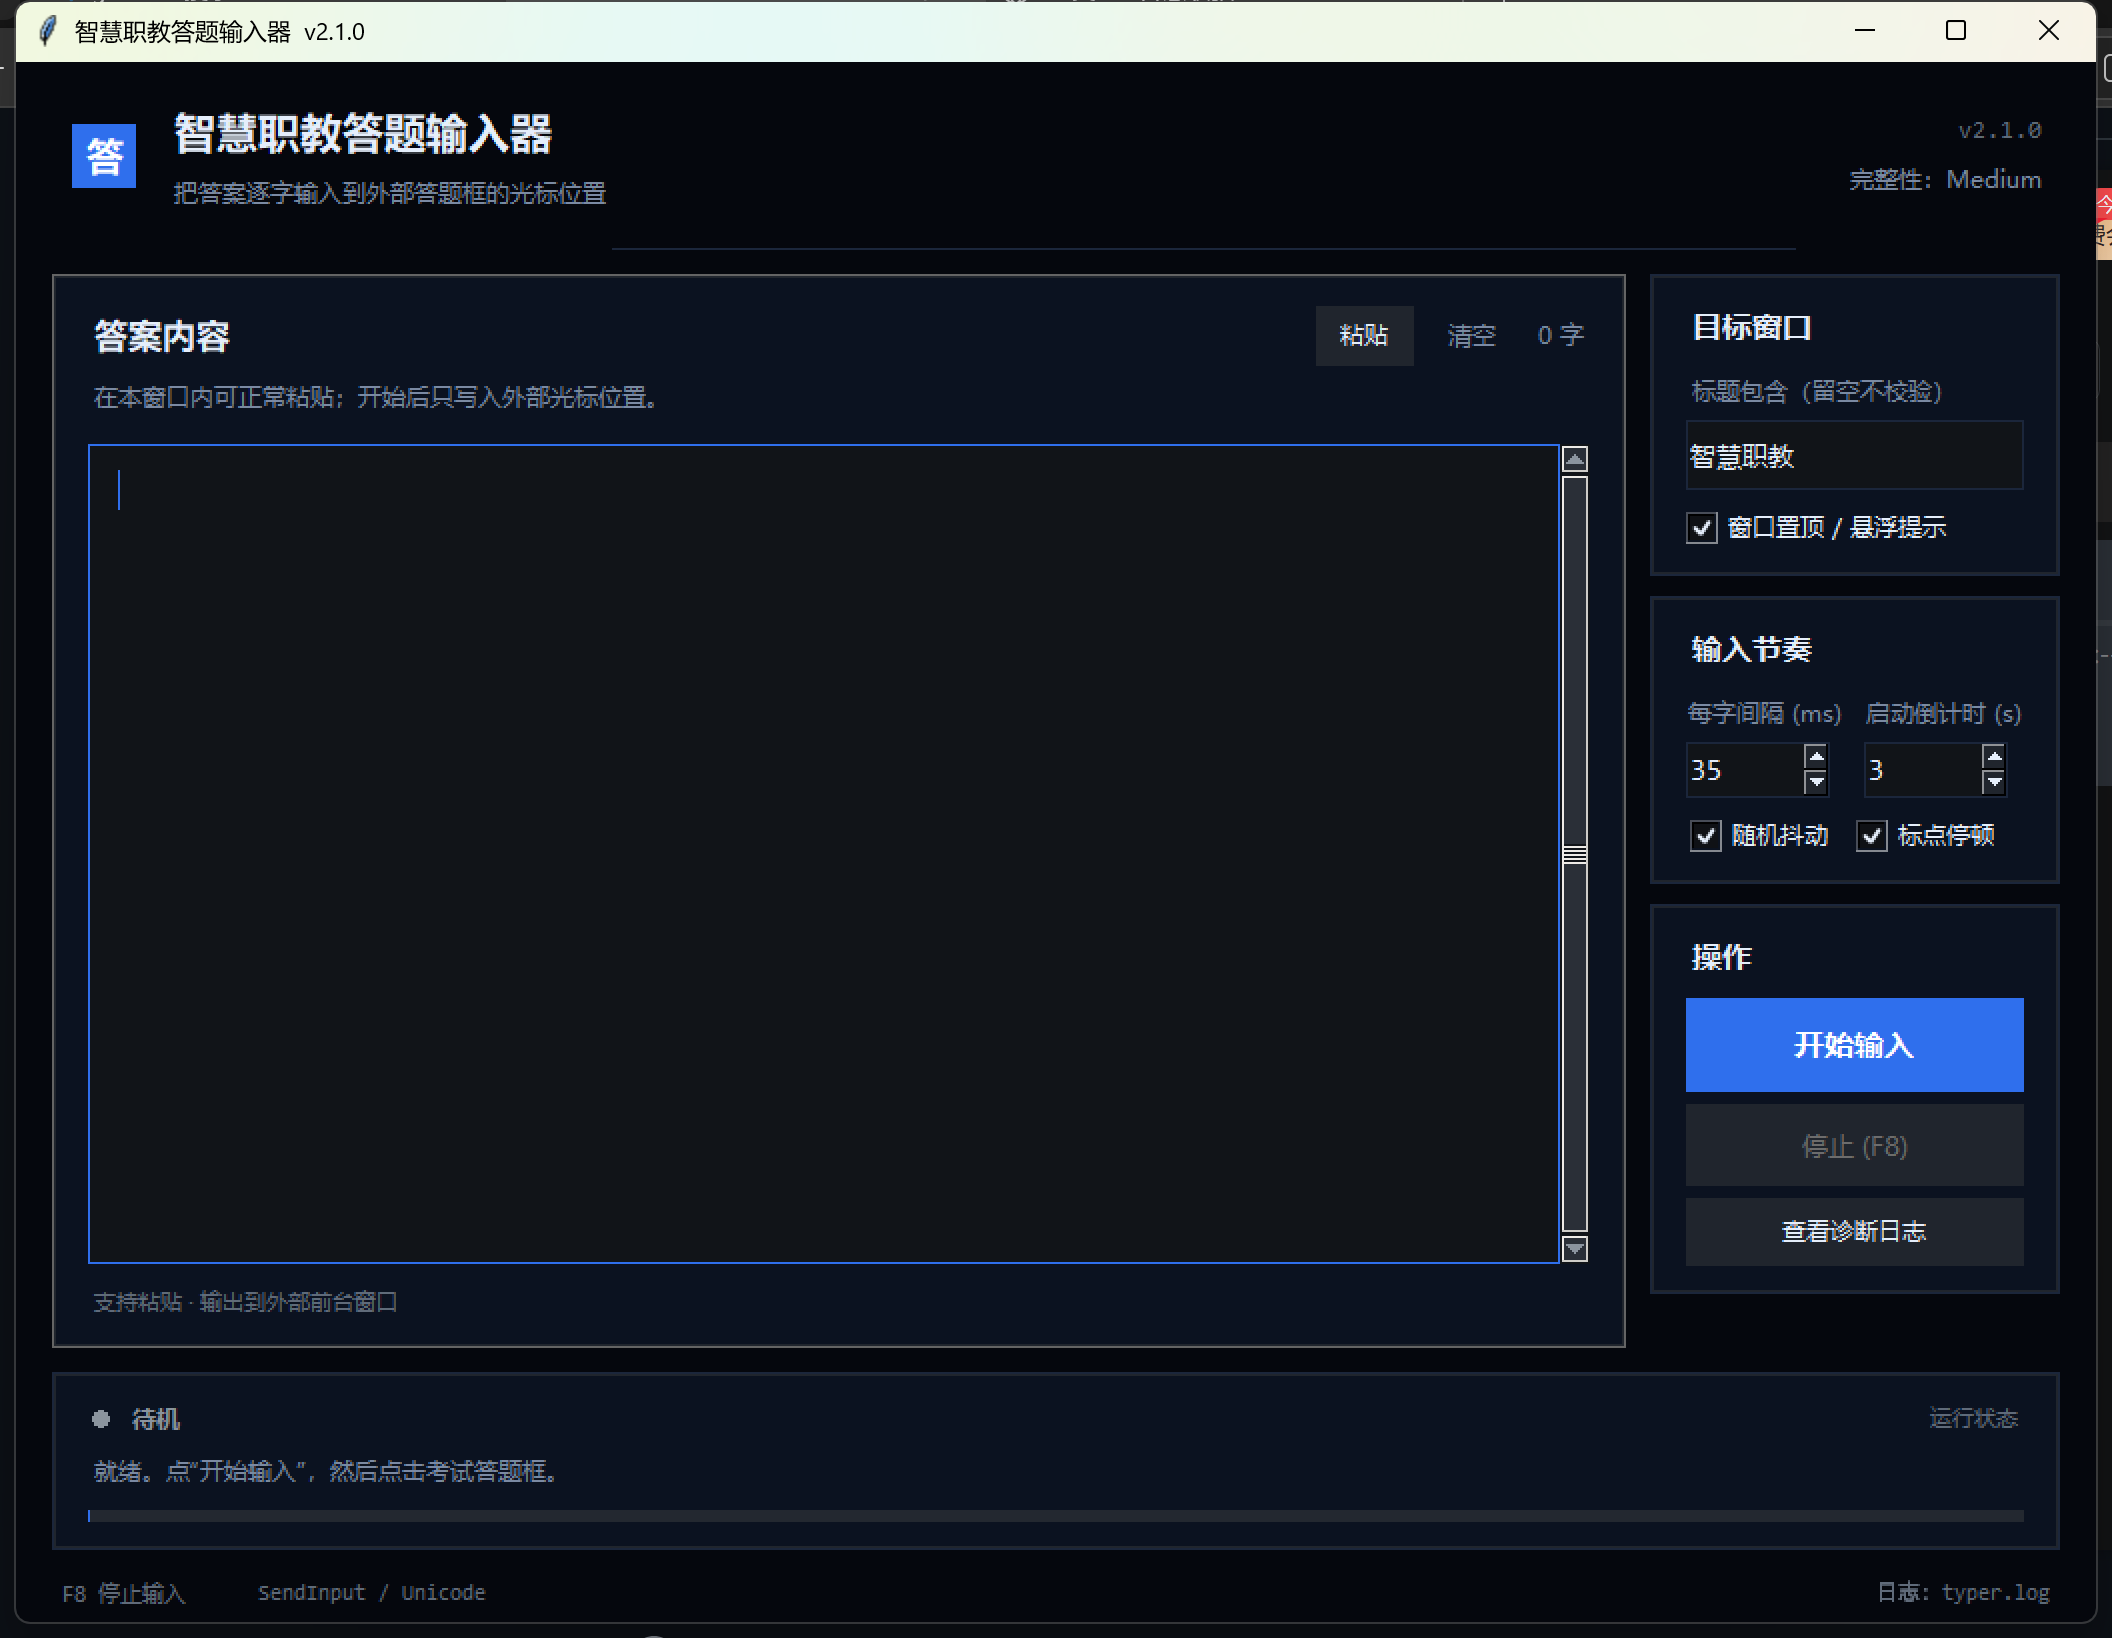 智慧职教答题输入器 v2.1.0
答
智慧职教答题输入器
把答案逐字输入到外部答题框的光标位置
v2.1.0
完整性: Medium
答案内容
粘贴
清空
0 字
在本窗口内可正常粘贴；开始后只写入外部光标位置。
支持粘贴 · 输出到外部前台窗口
目标窗口
标题包含（留空不校验）
智慧职教
窗口置顶 / 悬浮提示
输入节奏
每字间隔 (ms) 启动倒计时 (s)
35 3
随机抖动 标点停顿
操作
开始输入
停止 (F8)
查看诊断日志
待机
运行状态
就绪。点“开始输入”，然后点击考试答题框。
F8 停止输入 SendInput / Unicode
日志: typer.log